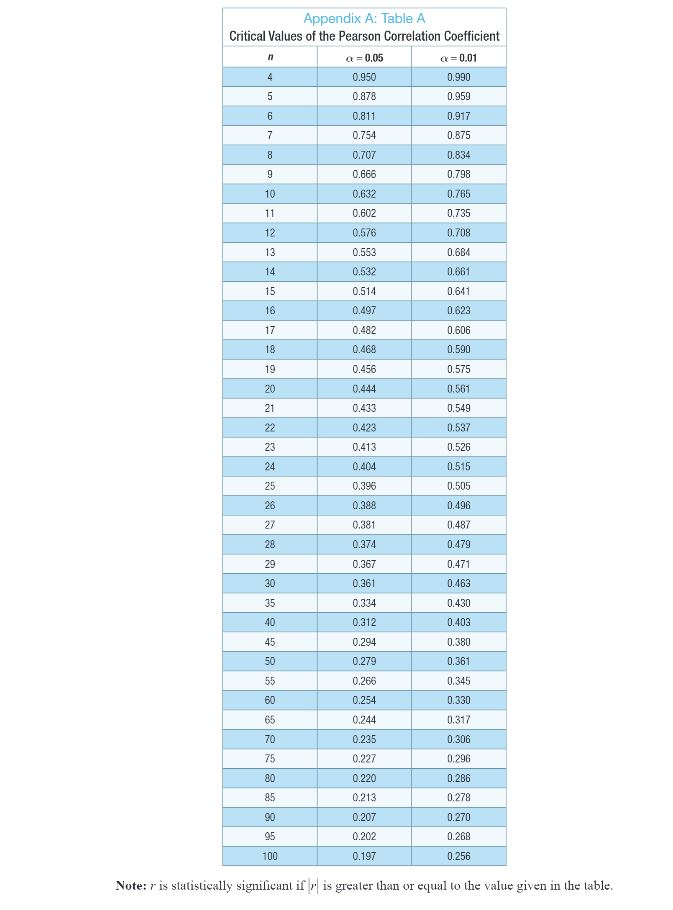 Appendix A: Table A
Critical Values of the Pearson Correlation Coefficient
n α = 0.05 α = 0.01
4 0.950 0.990
5 0.878 0.959
6 0.811 0.917
7 0.754 0.875
8 0.707 0.834
9 0.666 0.798
10 0.632 0.765
11 0.602 0.735
12 0.576 0.708
13 0.553 0.684
14 0.532 0.661
15 0.514 0.641
16 0.497 0.623
17 0.482 0.606
18 0.468 0.590
19 0.456 0.575
20 0.444 0.561
21 0.433 0.549
22 0.423 0.537
23 0.413 0.526
24 0.404 0.515
25 0.396 0.505
26 0.388 0.496
27 0.381 0.487
28 0.374 0.479
29 0.367 0.471
30 0.361 0.463
35 0.334 0.430
40 0.312 0.403
45 0.294 0.380
50 0.279 0.361
55 0.266 0.345
60 0.254 0.330
65 0.244 0.317
70 0.235 0.306
75 0.227 0.296
80 0.220 0.286
85 0.213 0.278
90 0.207 0.270
95 0.202 0.268
100 0.197 0.256
Note: r is statistically significant if |r| is greater than or equal to the value given in the table.